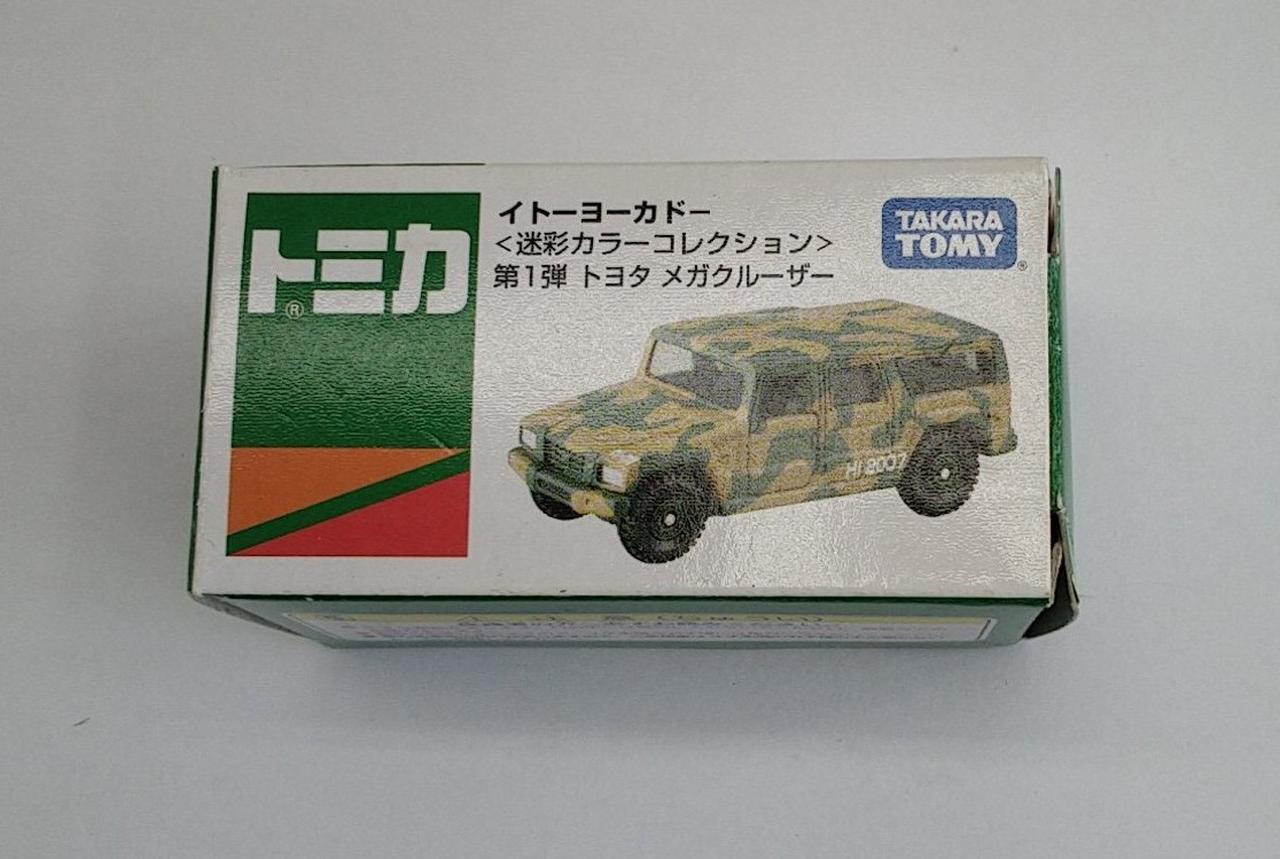 トミカ
®
イトーヨーカドー
<迷彩カラーコレクション>
第1弾 トヨタ メガクルーザー
TAKARA
TOMY
®
HI 2007